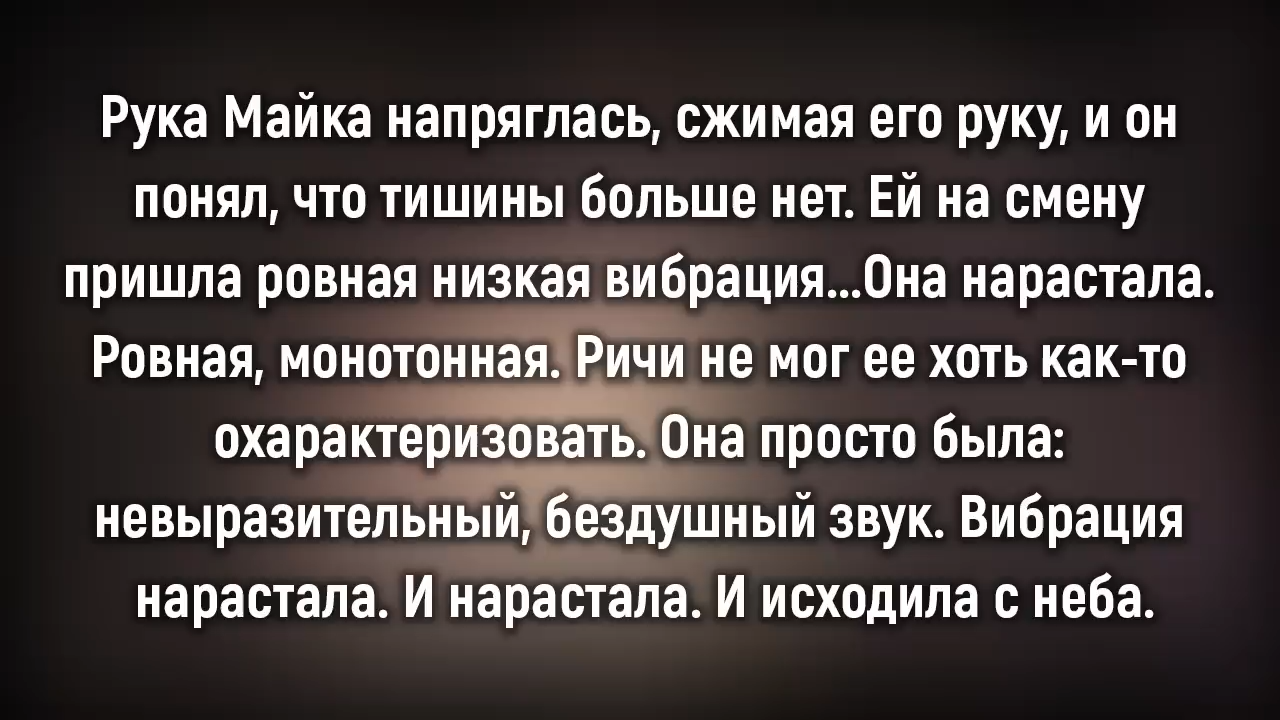 Рука Майка напряглась, сжимая его руку, и он
понял, что тишины больше нет. Ей на смену
пришла ровная низкая вибрация...Она нарастала.
Ровная, монотонная. Ричи не мог ее хоть как-то
охарактеризовать. Она просто была:
невыразительный, бездушный звук. Вибрация
нарастала. И нарастала. И исходила с неба.